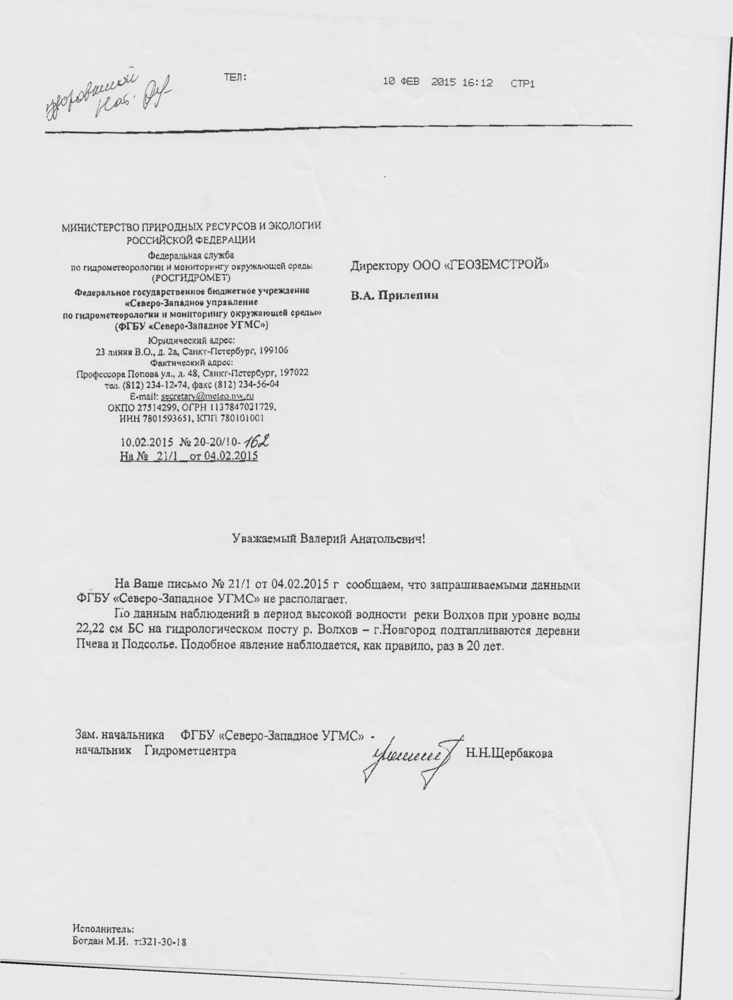 ТЕЛ: 10 ФЕВ 2015 16:12 СТР1
МИНИСТЕРСТВО ПРИРОДНЫХ РЕСУРСОВ И ЭКОЛОГИИ
РОССИЙСКОЙ ФЕДЕРАЦИИ
Федеральная служба
по гидрометеорологии и мониторингу окружающей среды
(РОСГИДРОМЕТ)
Федеральное государственное бюджетное учреждение
«Северо-Западное управление
по гидрометеорологии и мониторингу окружающей среды»
(ФГБУ «Северо-Западное УГМС»)
Юридический адрес:
23 линия В.О., д. 2а, Санкт-Петербург, 199106
Фактический адрес:
Профессора Попова ул., д. 48, Санкт-Петербург, 197022
тел. (812) 234-12-74, факс (812) 234-56-04
E-mail: secretary@meteo.nw.ru
ОКПО 27514299, ОГРН 1137847021729,
ИНН 7801593651, КПП 780101001
10.02.2015 № 20-20/10- 162
На № 21/1 от 04.02.2015
Директору ООО «ГЕОЗЕМСТРОЙ»
В.А. Прилепин
Уважаемый Валерий Анатольевич!
На Ваше письмо № 21/1 от 04.02.2015 г сообщаем, что запрашиваемыми данными
ФГБУ «Северо-Западное УГМС» не располагает.
По данным наблюдений в период высокой водности реки Волхов при уровне воды
22,22 см БС на гидрологическом посту р. Волхов – г.Новгород подтапливаются деревни
Пчева и Подсолье. Подобное явление наблюдается, как правило, раз в 20 лет.
Зам. начальника ФГБУ «Северо-Западное УГМС» -
начальник Гидрометцентра Н.Н.Щербакова
Исполнитель:
Богдан М.И. т:321-30-18